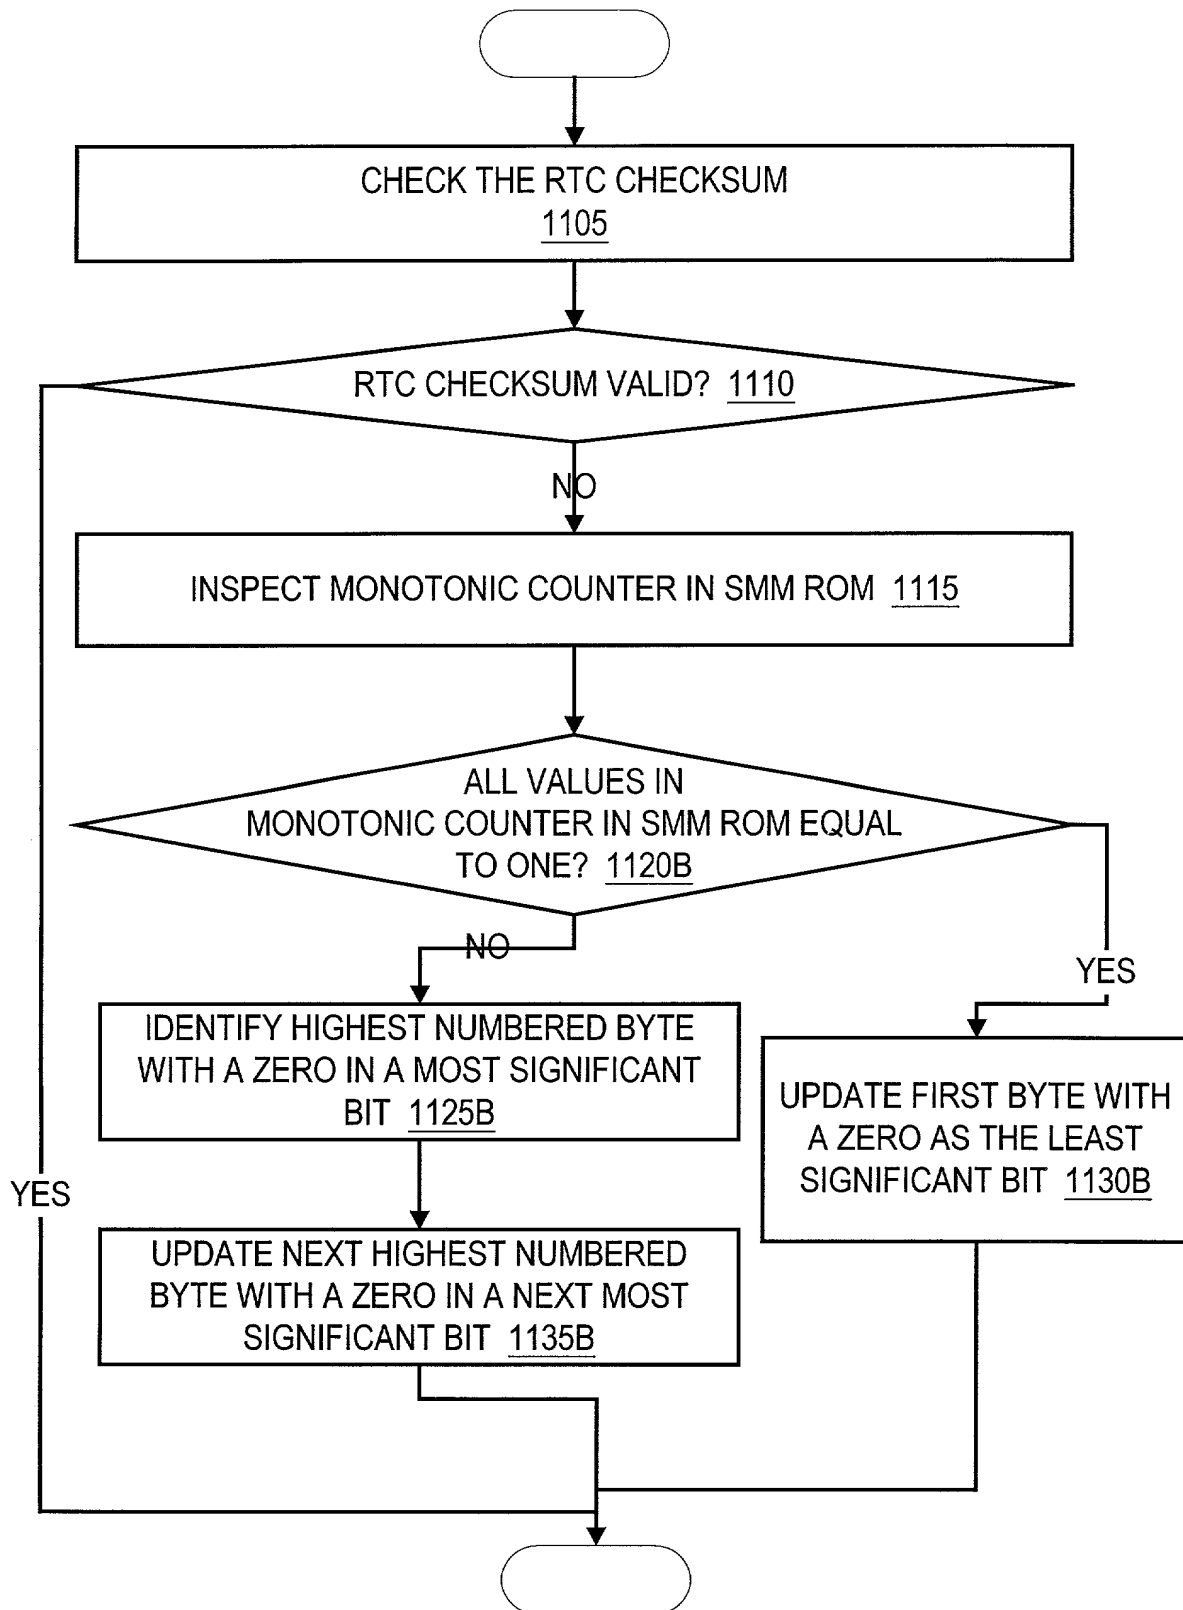 CHECK THE RTC CHECKSUM
1105
RTC CHECKSUM VALID? 1110
NO
INSPECT MONOTONIC COUNTER IN SMM ROM 1115
ALL VALUES IN
MONOTONIC COUNTER IN SMM ROM EQUAL
TO ONE? 1120B
NO
YES
IDENTIFY HIGHEST NUMBERED BYTE
WITH A ZERO IN A MOST SIGNIFICANT
BIT 1125B
UPDATE FIRST BYTE WITH
A ZERO AS THE LEAST
SIGNIFICANT BIT 1130B
YES
UPDATE NEXT HIGHEST NUMBERED
BYTE WITH A ZERO IN A NEXT MOST
SIGNIFICANT BIT 1135B